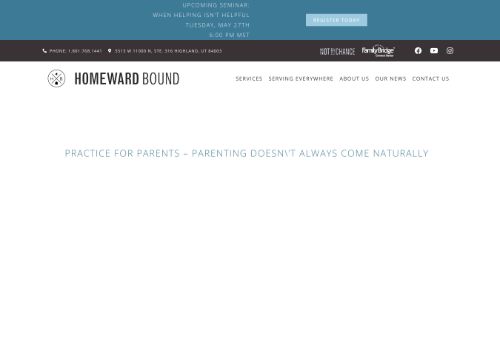 UPCOMING SEMINAR:
WHEN HELPING ISN'T HELPFUL
TUESDAY, MAY 27TH
6:00 PM MST
REGISTER TODAY
PHONE: 1.801.768.1441
5513 W 11000 N, STE. 316 HIGHLAND, UT 84003
NOT BY CHANCE
FamilyBridge
HOMEWARD BOUND
SERVICES SERVING EVERYWHERE ABOUT US OUR NEWS CONTACT US
PRACTICE FOR PARENTS – PARENTING DOESN\'T ALWAYS COME NATURALLY